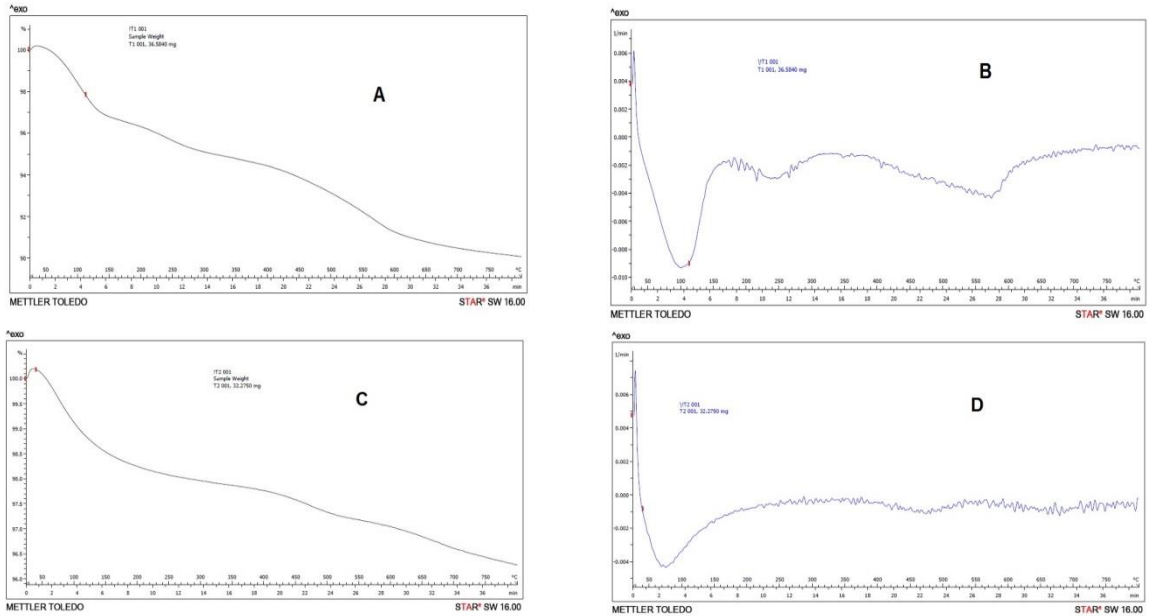 ^exo
%
!T1 001
Sample Weight
T1 001, 36.5840 mg
A
100
98
96
94
92
90
50 100 150 200 250 300 350 400 450 500 550 600 650 700 750 °C
0 2 4 6 8 10 12 14 16 18 20 22 24 26 28 30 32 34 36 min
METTLER TOLEDO
STARe SW 16.00
^exo
1/min
!/T1 001
T1 001, 36.5840 mg
B
0.006
0.004
0.002
0.000
-0.002
-0.004
-0.006
-0.008
-0.010
50 100 150 200 250 300 350 400 450 500 550 600 650 700 750 °C
0 2 4 6 8 10 12 14 16 18 20 22 24 26 28 30 32 34 36 min
METTLER TOLEDO
STARe SW 16.00
^exo
%
!T2 001
Sample Weight
T2 001, 32.2750 mg
C
100.0
99.5
99.0
98.5
98.0
97.5
97.0
96.5
96.0
50 100 150 200 250 300 350 400 450 500 550 600 650 700 750 °C
0 2 4 6 8 10 12 14 16 18 20 22 24 26 28 30 32 34 36 min
METTLER TOLEDO
STARe SW 16.00
^exo
1/min
!/T2 001
T2 001, 32.2750 mg
D
0.006
0.004
0.002
0.000
-0.002
-0.004
50 100 150 200 250 300 350 400 450 500 550 600 650 700 750 °C
0 2 4 6 8 10 12 14 16 18 20 22 24 26 28 30 32 34 36 min
METTLER TOLEDO
STARe SW 16.00